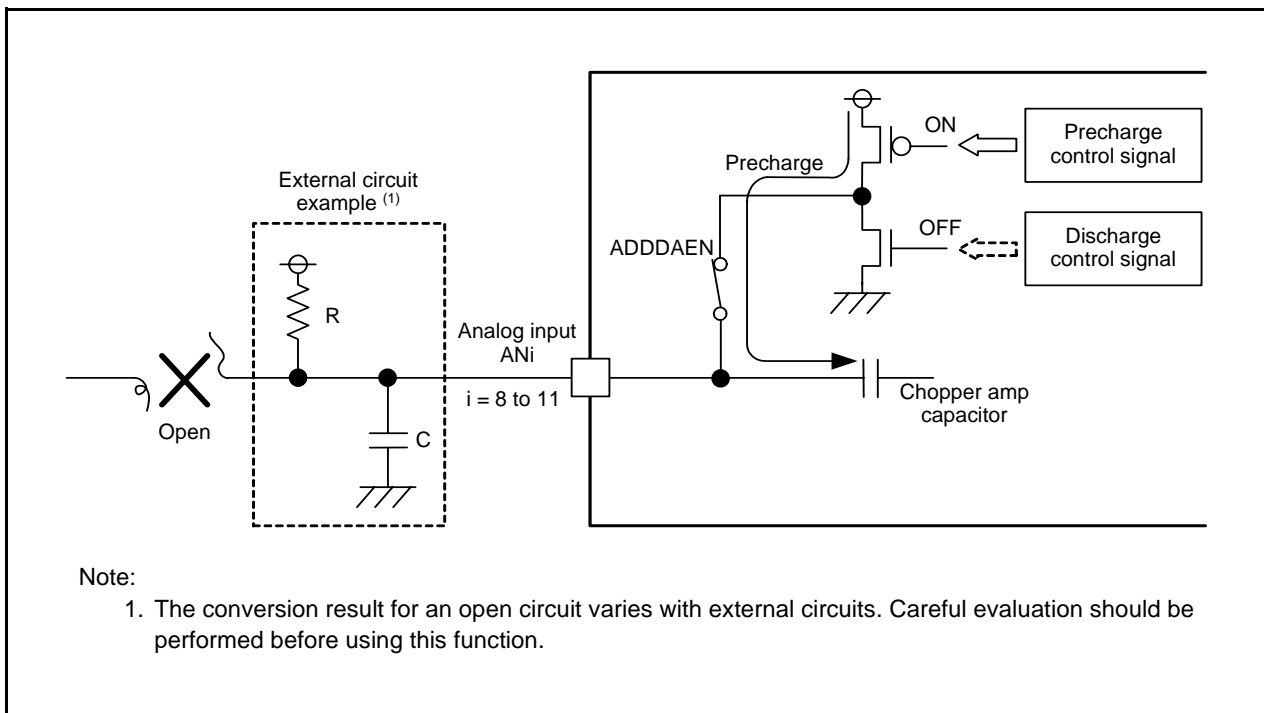 ON
Precharge
control signal
Precharge
External circuit
example (1)
OFF
Discharge
control signal
ADDDAEN
R
Analog input
ANi
i = 8 to 11
Chopper amp
capacitor
Open
C
Note:
1. The conversion result for an open circuit varies with external circuits. Careful evaluation should be
performed before using this function.